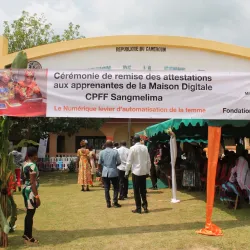 REPUBLIQUE DU CAMEROUN
Cérémonie de remise des attestations
aux apprenantes de la Maison Digitale
CPFF Sangmelima
Le Numérique levier d'autonomisation de la femme
Fondation